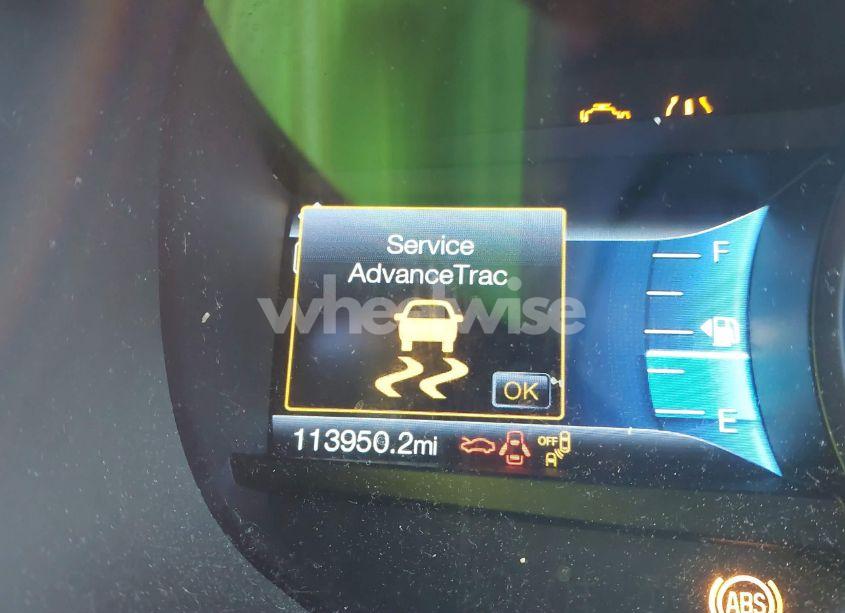 Service
AdvanceTrac
wheelwise
OK
F
E
113950.2mi
OFF
ABS